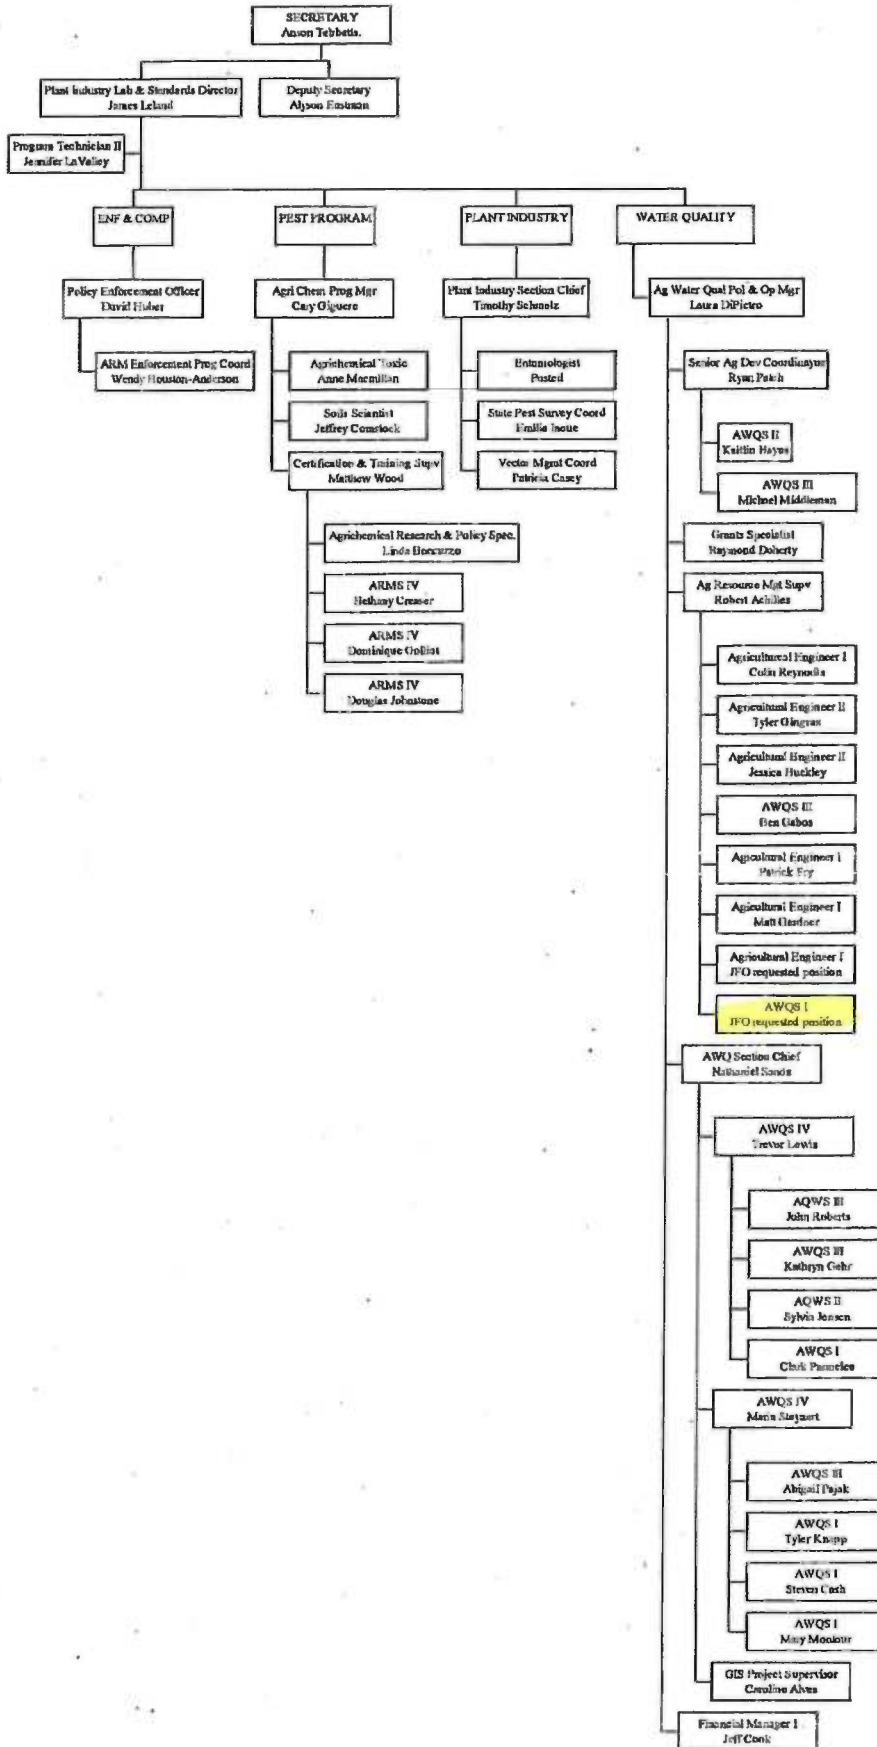 SECRETARY
Anson Tebbetts.
Plant Industry Lab & Standards Director
James Leland
Deputy Secretary
Alyson Eastman
Program Technician II
Jennifer LaValley
ENF & COMP
PEST PROGRAM
PLANT INDUSTRY
WATER QUALITY
Policy Enforcement Officer
David Huber
Agri Chem Prog Mgr
Cary Giguere
Plant Industry Section Chief
Timothy Schmalz
Ag Water Qual Pol & Op Mgr
Laura DiPietro
ARM Enforcement Prog Coord
Wendy Houston-Anderson
Agrichemical Toxic
Anne Macmillan
Entomologist
Posted
Senior Ag Dev Coordinator
Ryan Patch
Soils Scientist
Jeffrey Comstock
State Pest Survey Coord
Emilie Inoue
AWQS II
Kaitlin Hayes
Certification & Training Supv
Matthew Wood
Vector Mgmt Coord
Patricia Casey
AWQS III
Michael Middleman
Agrichemical Research & Policy Spec.
Linda Boccuzzo
Grants Specialist
Raymond Doherty
ARMS IV
Bethany Creaser
Ag Resource Mgt Supv
Robert Achilles
ARMS IV
Dominique
ARMS IV
Douglas Johnstone
Agricultural Engineer I
Colin Reynolds
Agricultural Engineer II
Tyler Gingras
Agricultural Engineer II
Jessica
AWQS III
Ben Gabos
Agricultural Engineer I
Patrick Fry
Agricultural Engineer I
Matt Gardner
Agricultural Engineer I
JFO requested position
AWQS I
JFO requested position
AWQ Section Chief
Nathaniel Sands
AWQS IV
Trevor Lewis
AQWS III
John Roberts
AWQS III
Kathryn Gehr
AQWS II
Sylvia Jensen
AWQS I
Clark Parmelee
AWQS IV
Maria Steyaart
AWQS III
Abigail Pajak
AWQS I
Tyler Knapp
AWQS I
Steven Cash
AWQS I
Mary Montour
GIS Project Supervisor
Caroline Alves
Financial Manager I
Jeff Cook